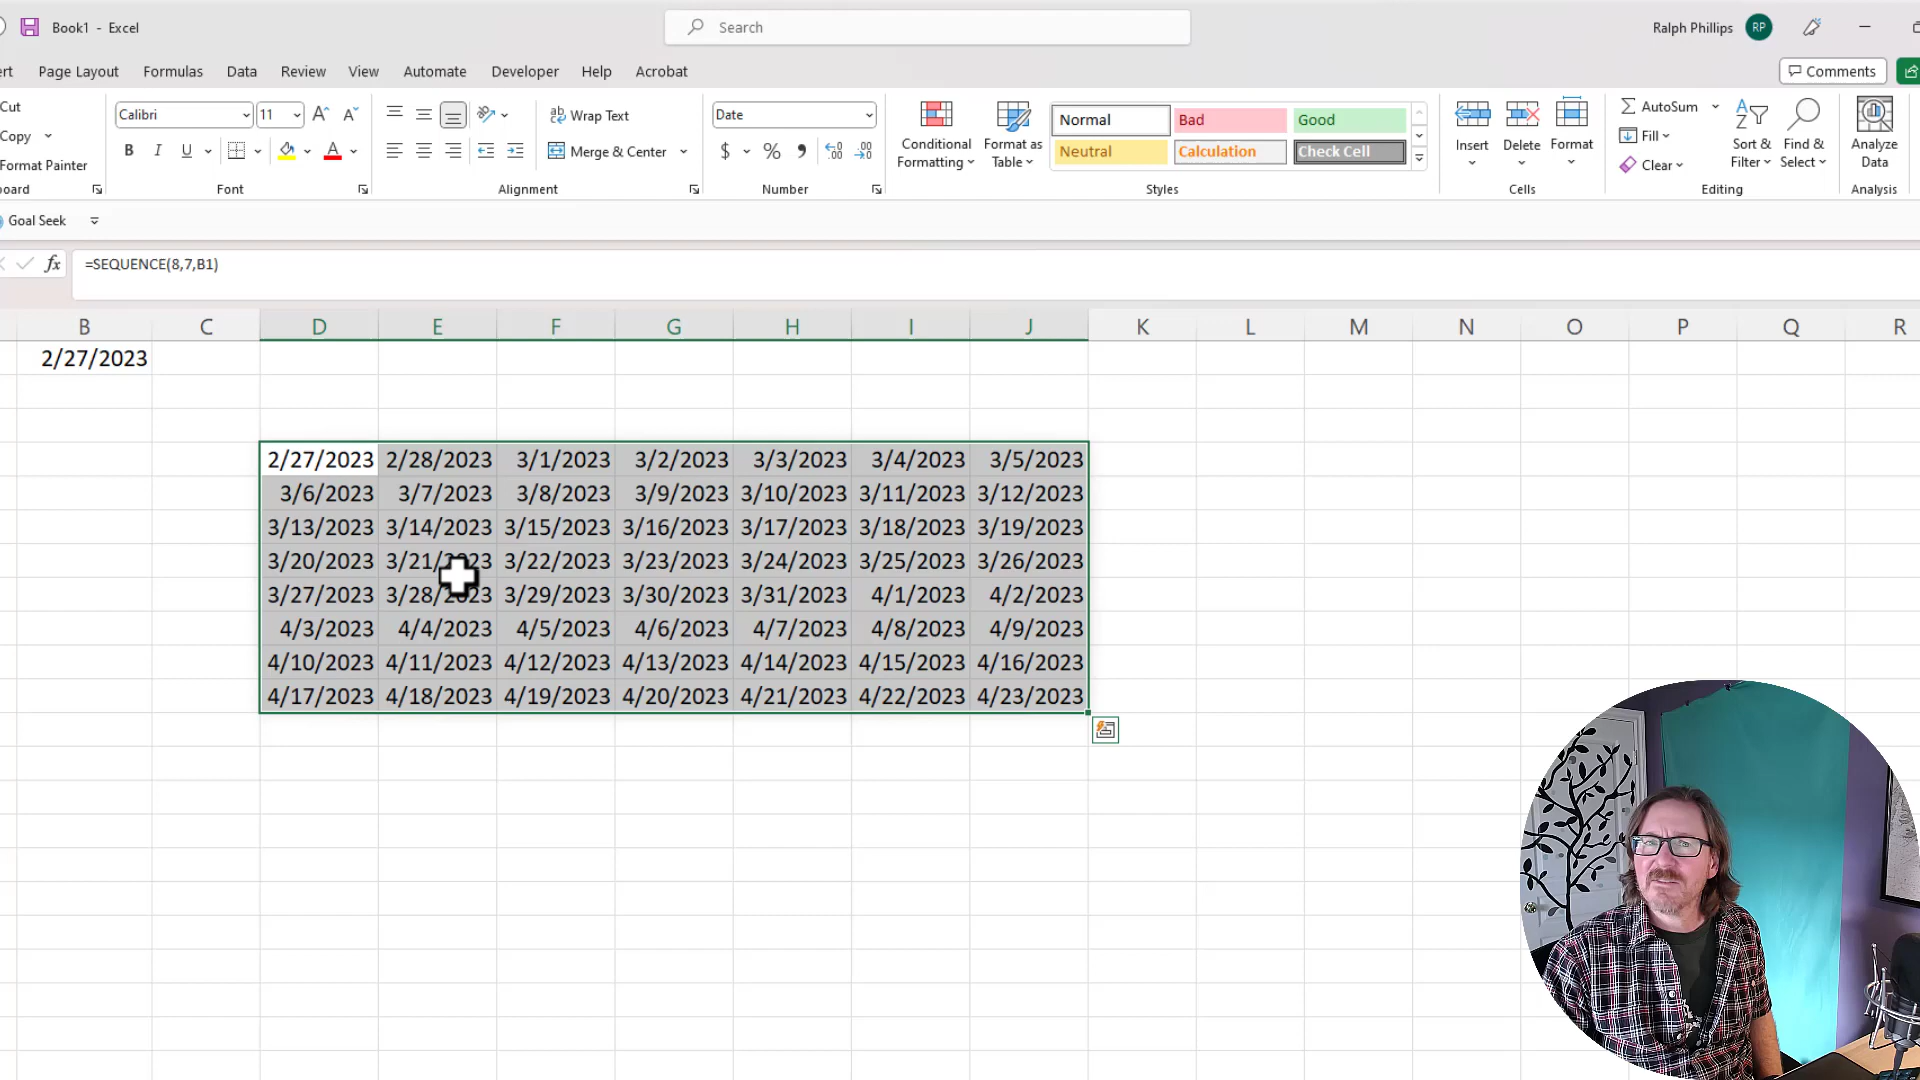 Book1 - Excel
Search
Ralph Phillips RP
rt Page Layout Formulas Data Review View Automate Developer Help Acrobat
Comments
Cut
Copy
Format Painter
board
Calibri 11
B I U
Font
Wrap Text
Merge & Center
Alignment
Date
$ % ,
Number
Conditional Formatting
Format as Table
Normal Bad Good
Neutral Calculation Check Cell
Styles
Insert Delete Format
Cells
AutoSum
Fill
Clear
Sort & Filter
Find & Select
Editing
Analyze Data
Analysis
Goal Seek
fx =SEQUENCE(8,7,B1)
B C D E F G H I J K L M N O P Q R
2/27/2023
2/27/2023 2/28/2023 3/1/2023 3/2/2023 3/3/2023 3/4/2023 3/5/2023
3/6/2023 3/7/2023 3/8/2023 3/9/2023 3/10/2023 3/11/2023 3/12/2023
3/13/2023 3/14/2023 3/15/2023 3/16/2023 3/17/2023 3/18/2023 3/19/2023
3/20/2023 3/21/2023 3/22/2023 3/23/2023 3/24/2023 3/25/2023 3/26/2023
3/27/2023 3/28/2023 3/29/2023 3/30/2023 3/31/2023 4/1/2023 4/2/2023
4/3/2023 4/4/2023 4/5/2023 4/6/2023 4/7/2023 4/8/2023 4/9/2023
4/10/2023 4/11/2023 4/12/2023 4/13/2023 4/14/2023 4/15/2023 4/16/2023
4/17/2023 4/18/2023 4/19/2023 4/20/2023 4/21/2023 4/22/2023 4/23/2023